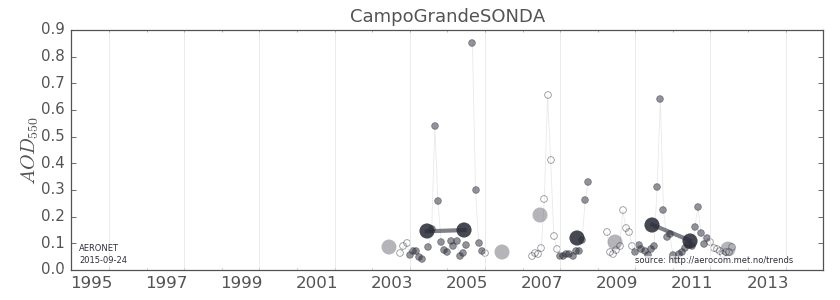 CampoGrandeSONDA
0.9
0.8
0.7
0.6
0.5
0.4
0.3
0.2
0.1
0.0
AOD550
AERONET
2015-09-24
source: http://aerocom.met.no/trends
1995 1997 1999 2001 2003 2005 2007 2009 2011 2013